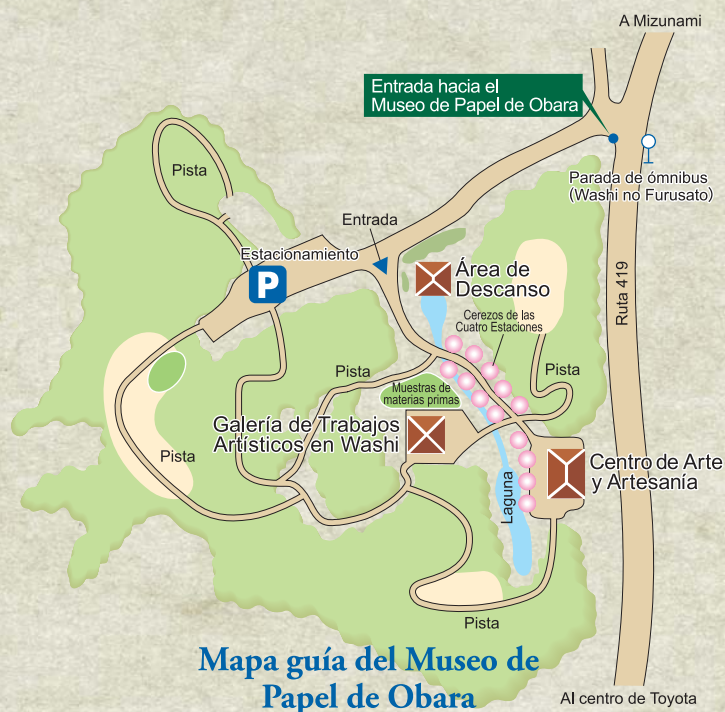 A Mizunami
Entrada hacia el
Museo de Papel de Obara
Parada de ómnibus
(Washi no Furusato)
Pista
Entrada
Estacionamiento
P
Área de
Descanso
Cerezos de las
Cuatro Estaciones
Ruta 419
Pista
Pista
Muestras de
materias primas
Galería de Trabajos
Artísticos en Washi
Pista
Centro de Arte
y Artesanía
Laguna
Pista
Mapa guía del Museo de
Papel de Obara
Al centro de Toyota